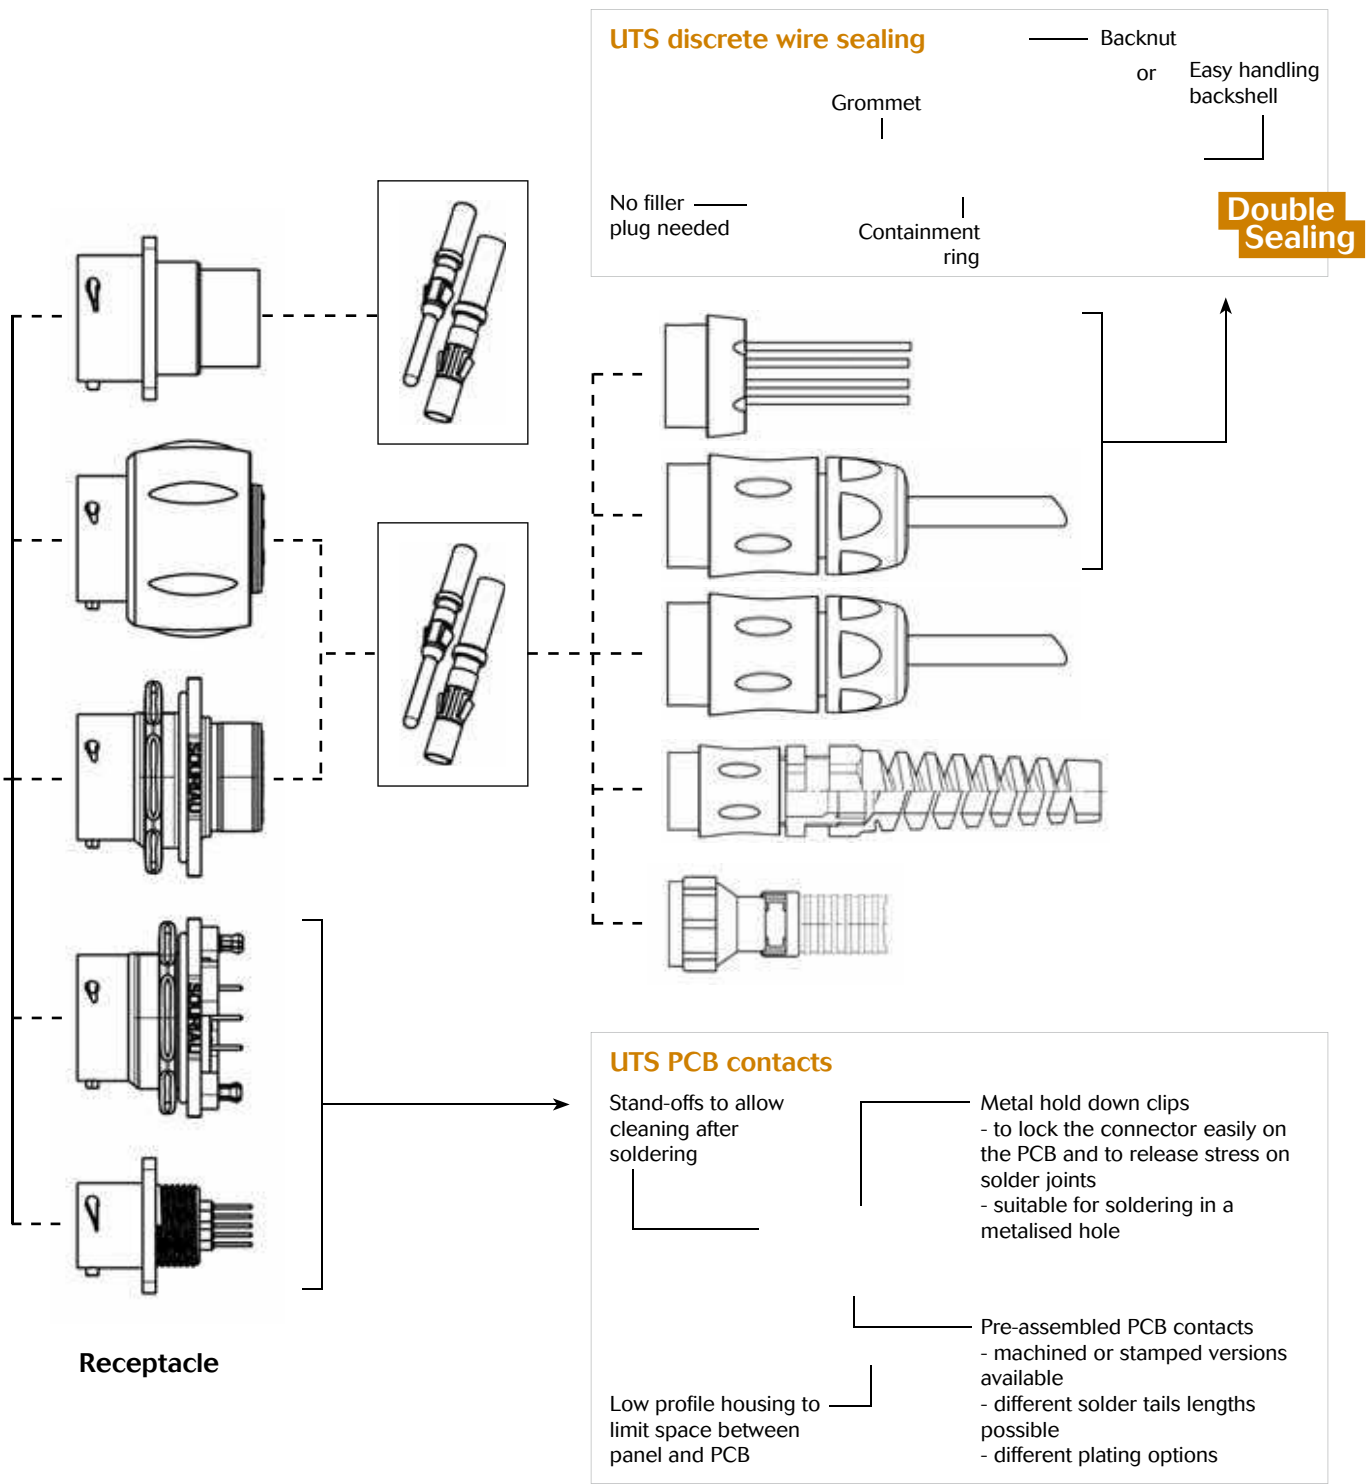 UTS discrete wire sealing
Backnut
or
Easy handling
backshell
Grommet
No filler
plug needed
Containment
ring
Double
Sealing
SOURIAU
SOURIAU
Receptacle
UTS PCB contacts
Stand-offs to allow
cleaning after
soldering
Metal hold down clips
- to lock the connector easily on
the PCB and to release stress on
solder joints
- suitable for soldering in a
metalised hole
Pre-assembled PCB contacts
- machined or stamped versions
available
- different solder tails lengths
possible
- different plating options
Low profile housing to
limit space between
panel and PCB